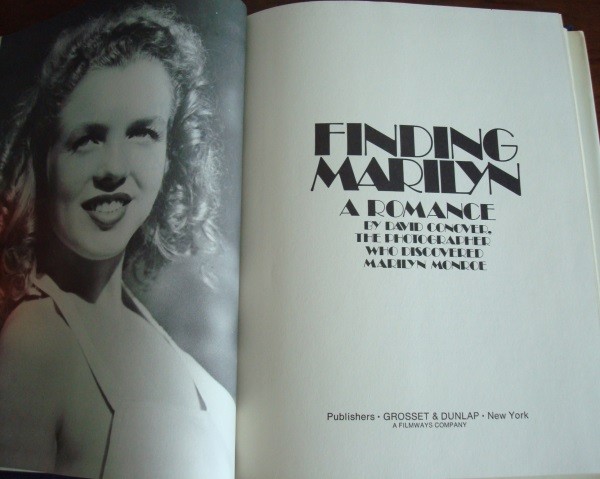 FINDING
MARILYN
A ROMANCE
BY DAVID CONOVER,
THE PHOTOGRAPHER
WHO DISCOVERED
MARILYN MONROE
Publishers • GROSSET & DUNLAP • New York
A FILMWAYS COMPANY